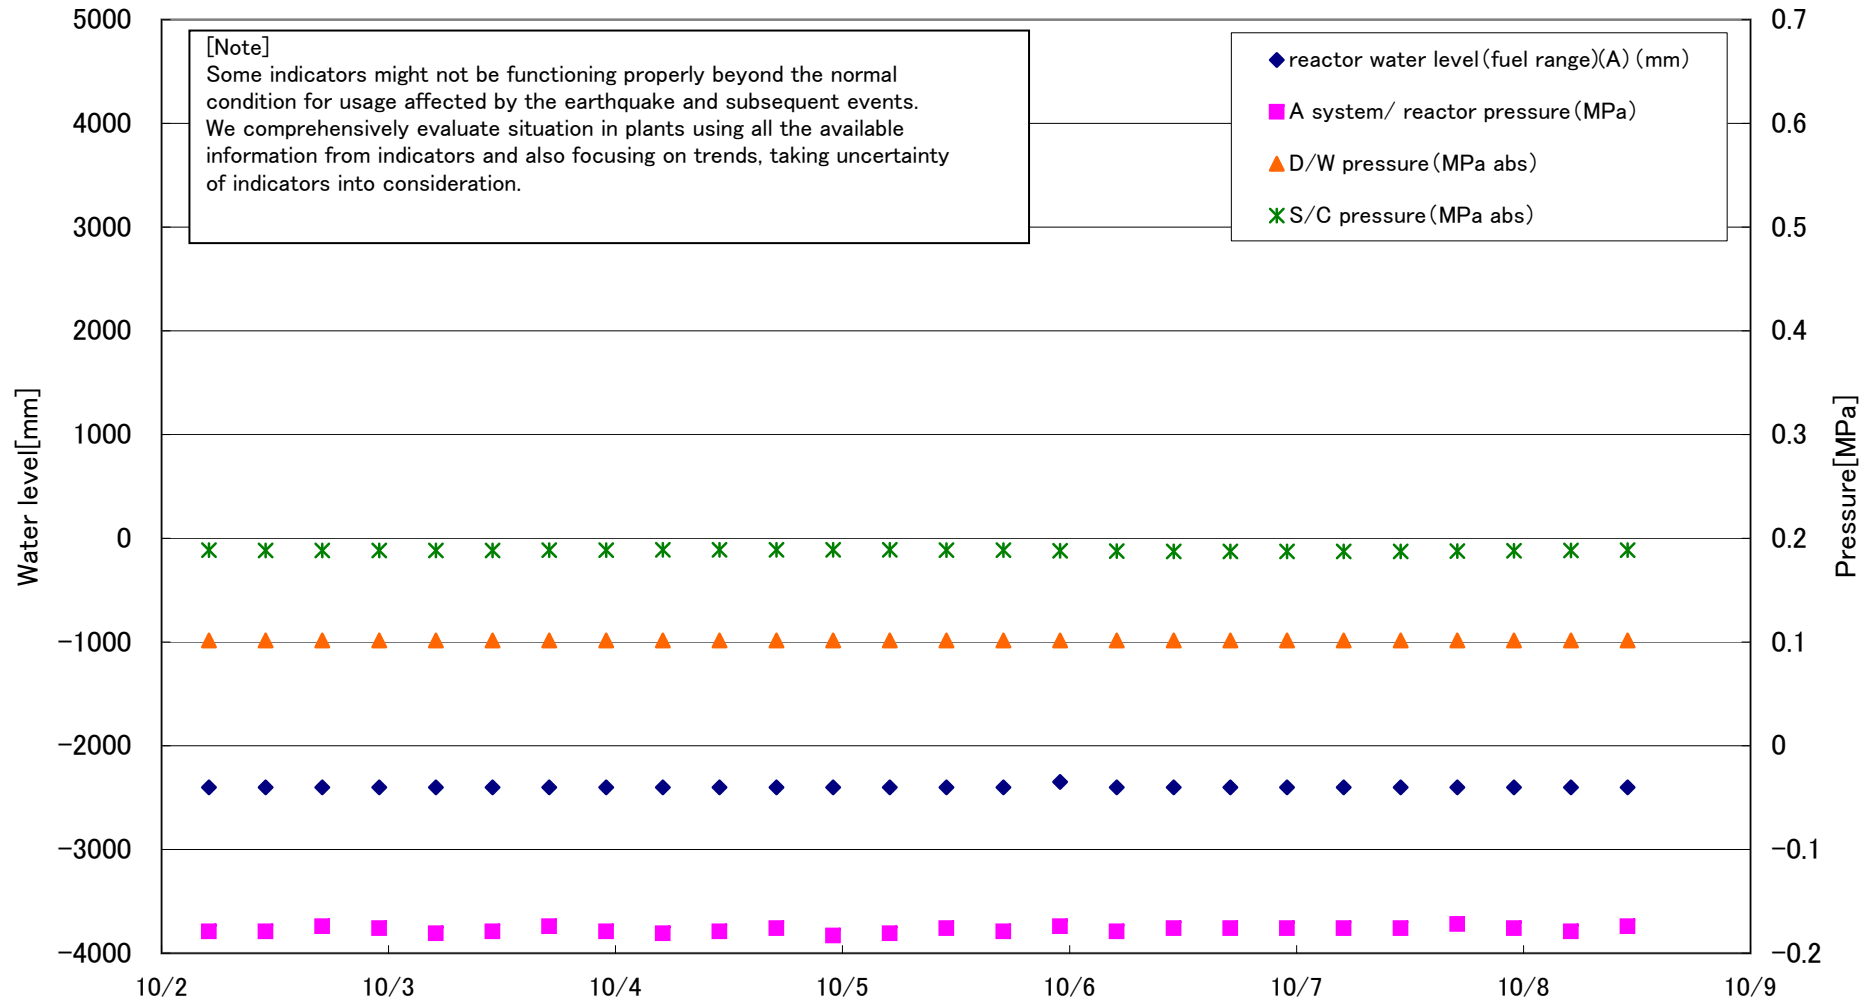 [Note]
Some indicators might not be functioning properly beyond the normal
condition for usage affected by the earthquake and subsequent events.
We comprehensively evaluate situation in plants using all the available
information from indicators and also focusing on trends, taking uncertainty
of indicators into consideration.
reactor water level(fuel range)(A) (mm)
A system/ reactor pressure(MPa)
D/W pressure(MPa abs)
S/C pressure(MPa abs)
Water level[mm]
5000
4000
3000
2000
1000
0
-1000
-2000
-3000
-4000
Pressure[MPa]
0.7
0.6
0.5
0.4
0.3
0.2
0.1
0
-0.1
-0.2
10/2 10/3 10/4 10/5 10/6 10/7 10/8 10/9